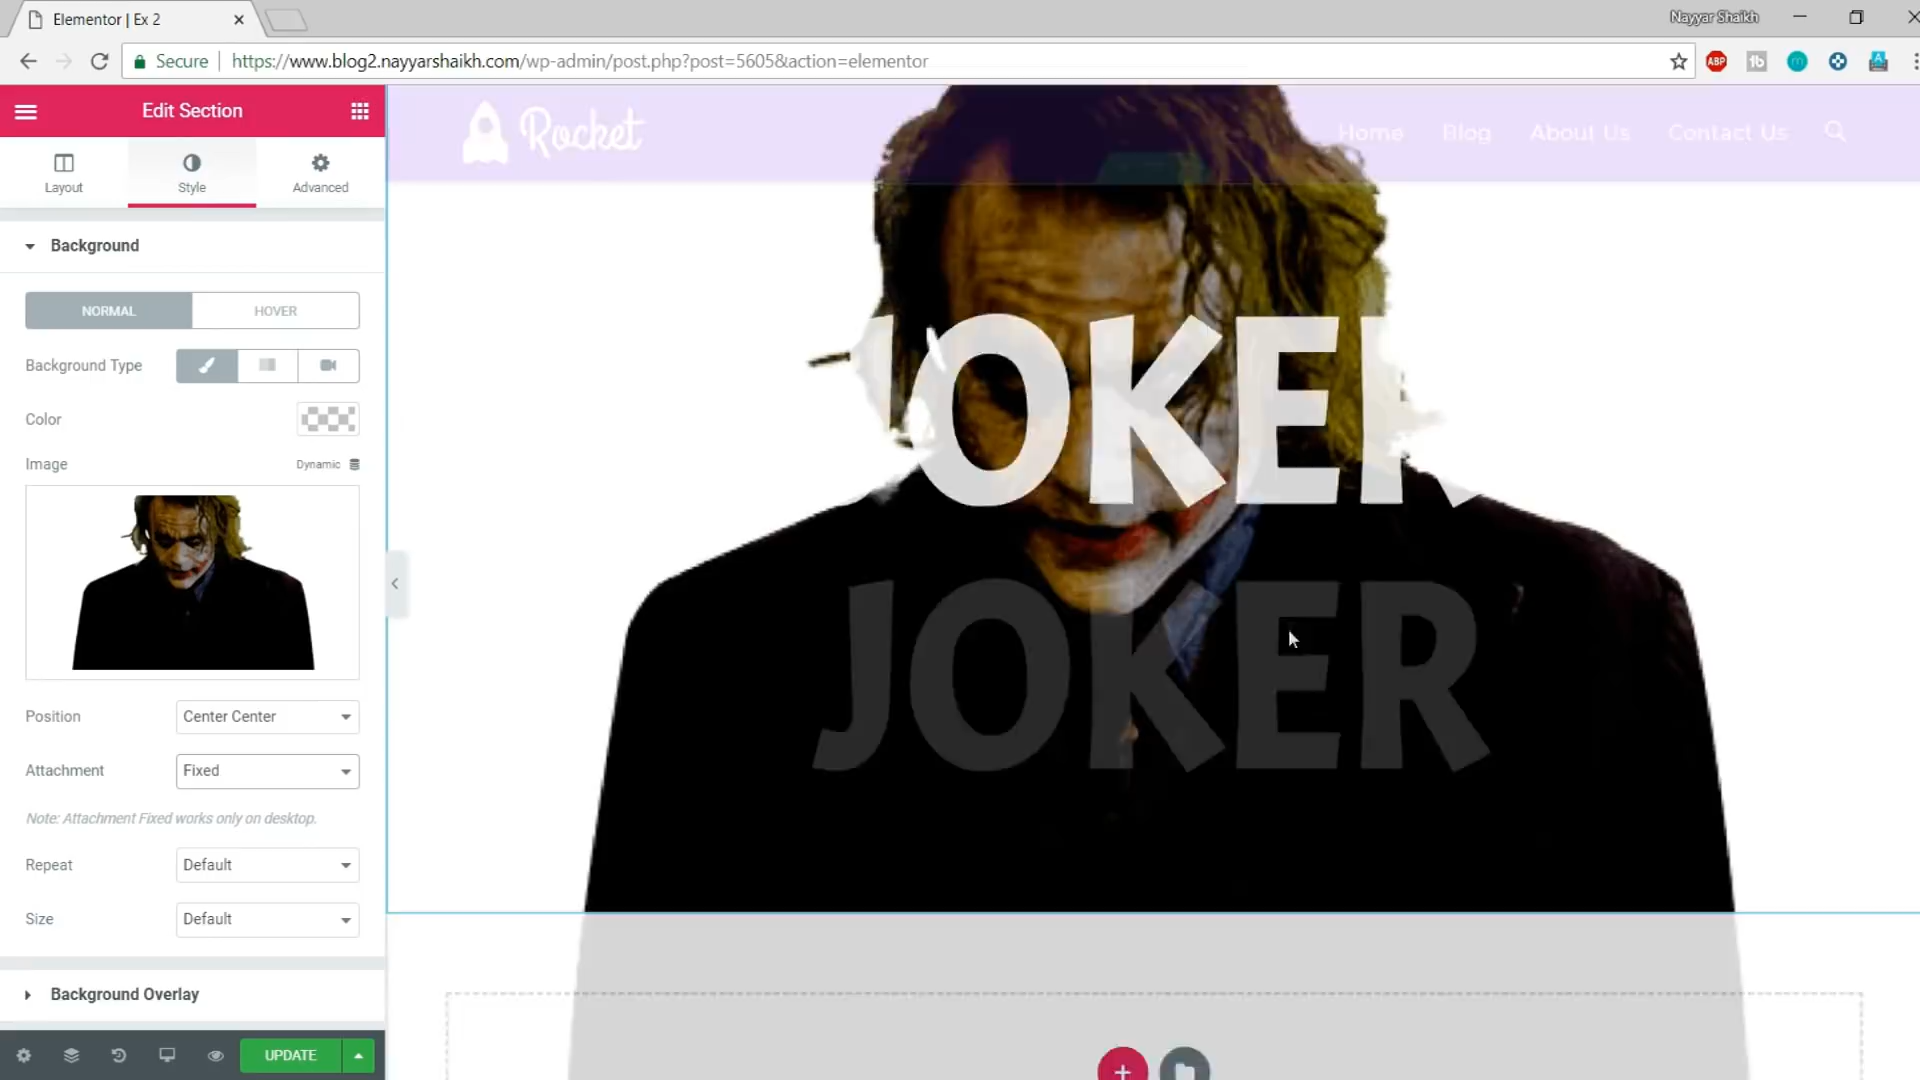 Elementor | Ex 2
Nayyar Shaikh
Secure
https://www.blog2.nayyarshaikh.com/wp-admin/post.php?post=5605&action=elementor
ABP
Edit Section
Layout
Style
Advanced
Background
NORMAL
HOVER
Background Type
Color
Image
Dynamic
Position
Center Center
Attachment
Fixed
Note: Attachment Fixed works only on desktop.
Repeat
Default
Size
Default
Background Overlay
UPDATE
Rocket
Home
Blog
About Us
Contact Us
JOKER
JOKER